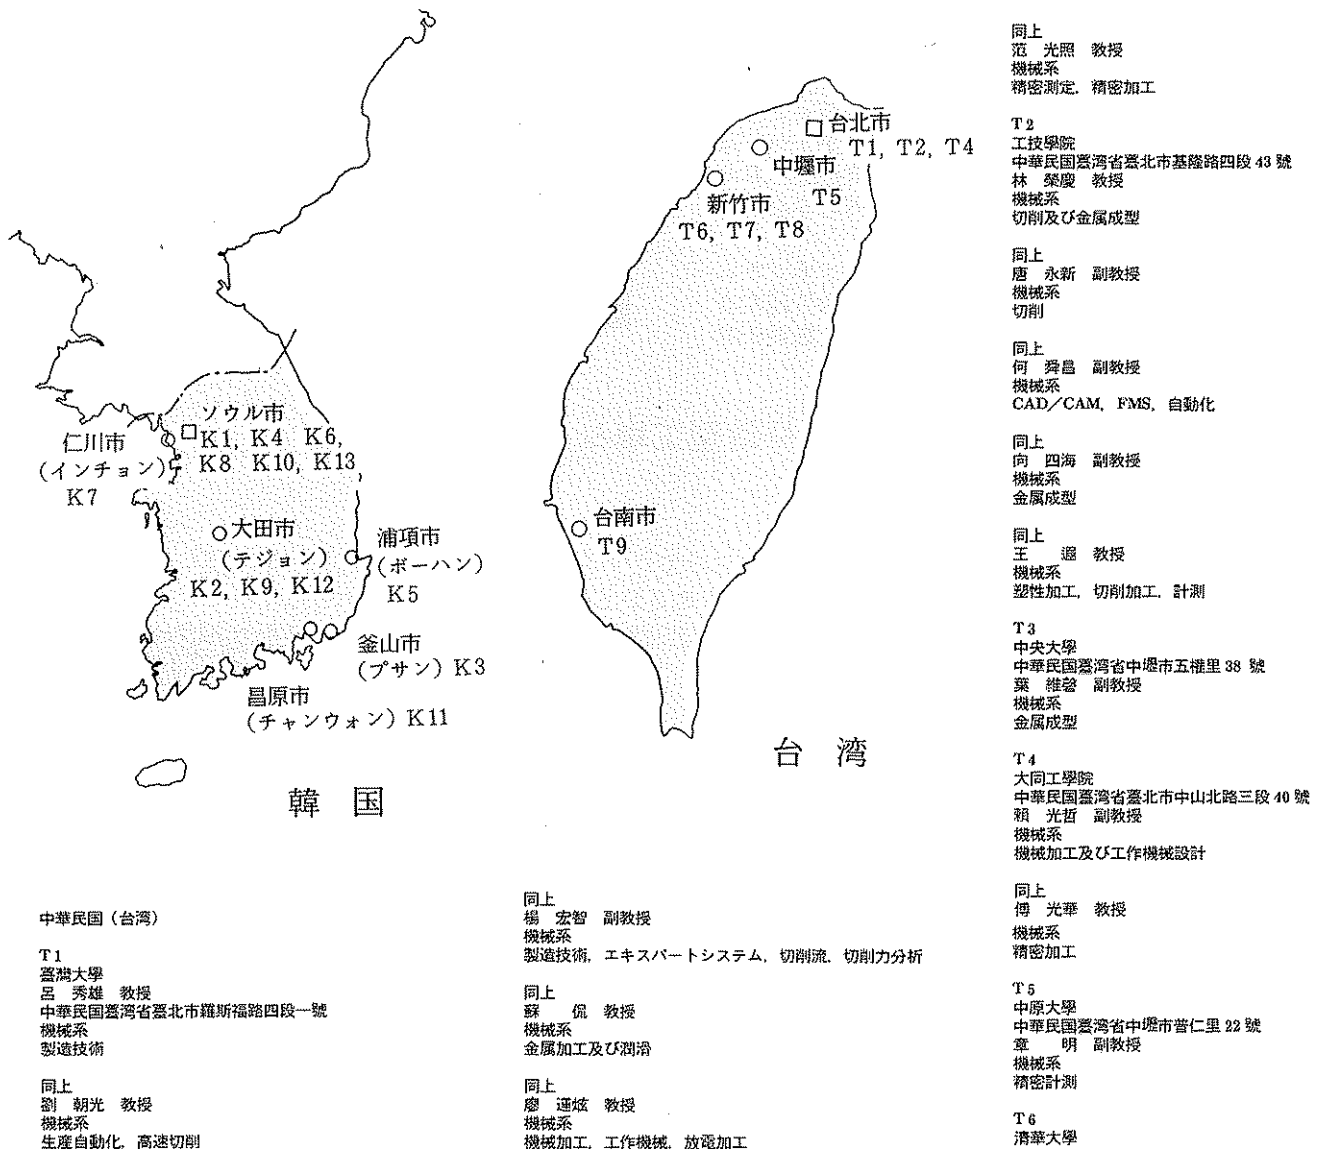 台北市
T1, T2, T4
中壢市
T5
新竹市
T6, T7, T8
台南市
T9
台　湾
ソウル市
K1, K4　K6,
K8　K10, K13
仁川市
(インチョン)
K7
大田市
(テジョン)
K2, K9, K12
浦項市
(ボーハン)
K5
釜山市
(プサン) K3
昌原市
(チャンウォン) K11
韓　国
中華民国（台湾）
T1
臺灣大學
呂　秀雄　教授
中華民国臺湾省臺北市羅斯福路四段一號
機械系
製造技術
同上
劉　朝光　教授
機械系
生産自動化，高速切削
同上
楊　宏智　副教授
機械系
製造技術，エキスパートシステム，切削流，切削力分析
同上
蘇　侃　教授
機械系
金属加工及び潤滑
同上
廖　運炫　教授
機械系
機械加工，工作機械，放電加工
同上
范　光照　教授
機械系
精密測定，精密加工
T2
工技學院
中華民国臺湾省臺北市基隆路四段 43 號
林　榮慶　教授
機械系
切削及び金属成型
同上
唐　永新　副教授
機械系
切削
同上
何　舜昌　副教授
機械系
CAD／CAM，FMS，自動化
同上
向　四海　副教授
機械系
金属成型
同上
王　　教授
機械系
塑性加工，切削加工，計測
T3
中央大學
中華民国臺湾省中壢市五權里 38 號
葉　維磬　副教授
機械系
金属成型
T4
大同工學院
中華民国臺湾省臺北市中山北路三段 40 號
賴　光哲　副教授
機械系
機械加工及び工作機械設計
同上
傅　光華　教授
機械系
精密加工
T5
中原大學
中華民国臺湾省中壢市普仁里 22 號
章　明　副教授
機械系
精密計測
T6
清華大學